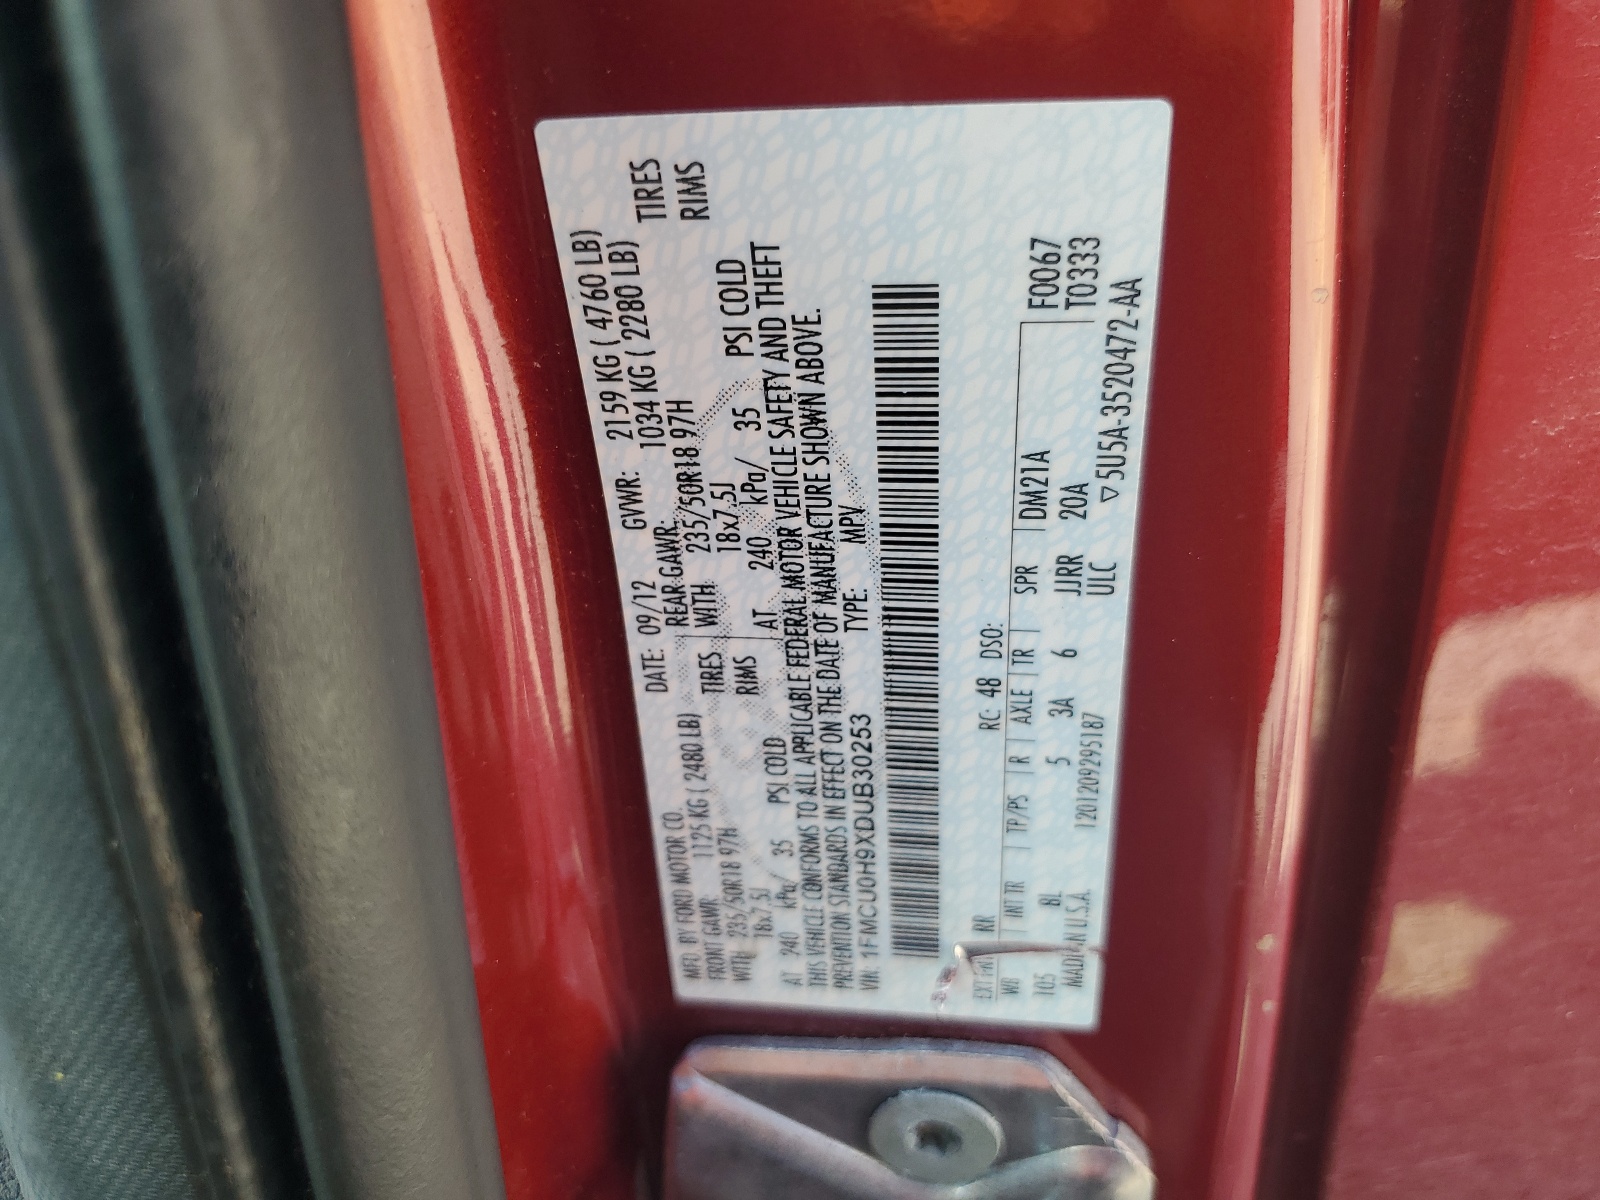 MFD. BY FORD MOTOR CO.
DATE: 09/12 GVWR: 2159 KG ( 4760 LB)
FRONT GAWR: 1125 KG ( 2480 LB) REAR GAWR: 1034 KG ( 2280 LB)
WITH 235/50R18 97H TIRES WITH 235/50R18 97H TIRES
18x7.5J RIMS 18x7.5J RIMS
AT 240 kPa/ 35 PSI COLD AT 240 kPa/ 35 PSI COLD
THIS VEHICLE CONFORMS TO ALL APPLICABLE FEDERAL MOTOR VEHICLE SAFETY AND THEFT
PREVENTION STANDARDS IN EFFECT ON THE DATE OF MANUFACTURE SHOWN ABOVE.
VIN: 1FMCU0H9XDUB30253 TYPE: MPV
EXT PNT: RR RC: 48 DSO:
WB INT TR TP/PS R AXLE TR SPR DM21A F0067
105 8L 5 3A 6 JJRR 20A T0333
MADE IN U.S.A. 1201209295187 ULC ▽5U5A-3520472-AA